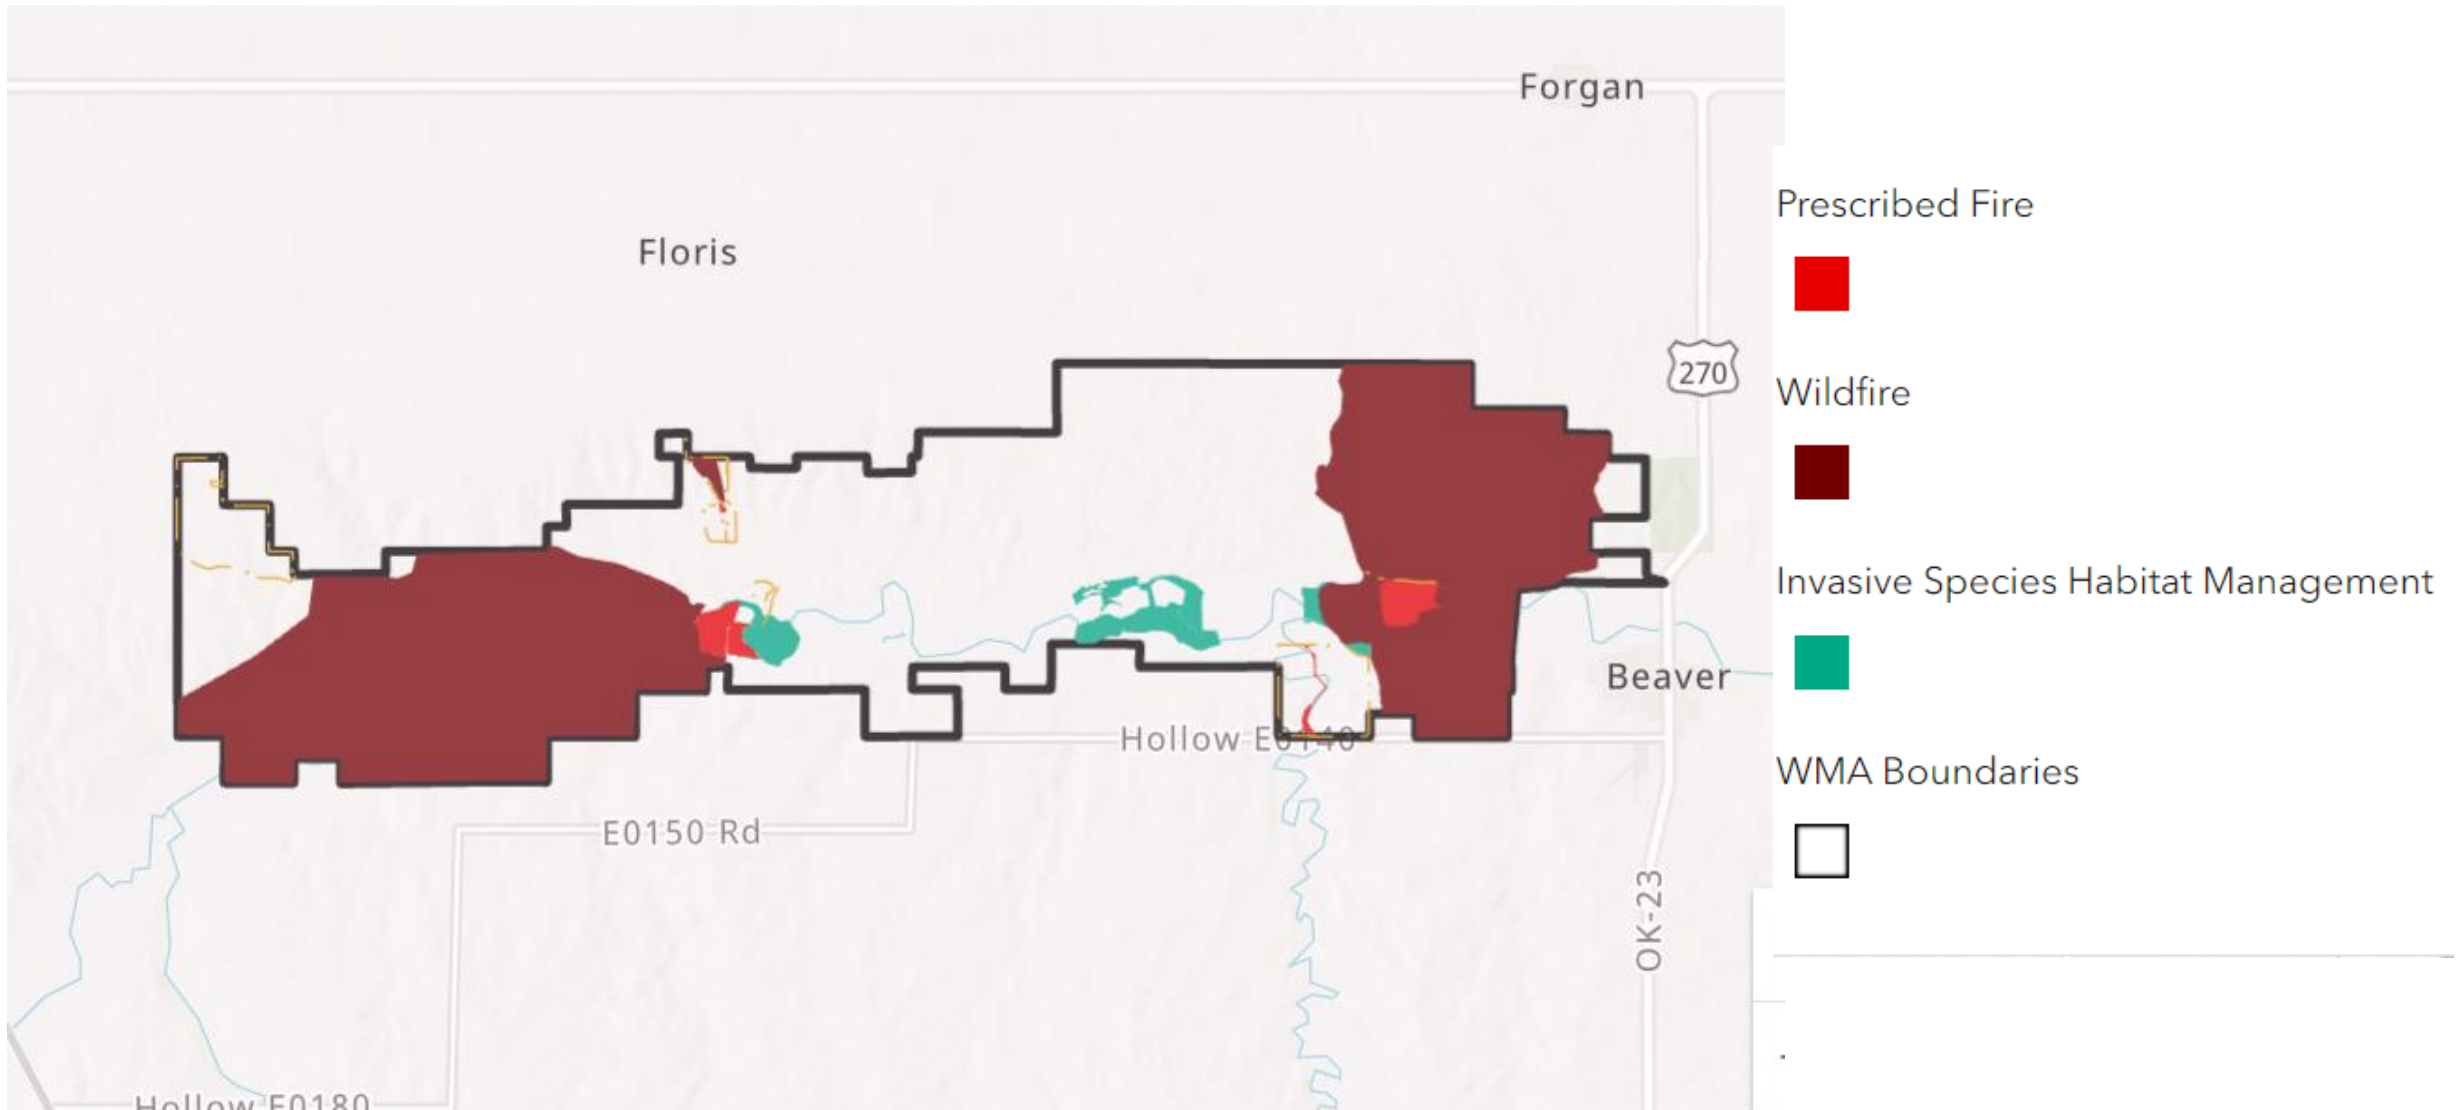 Forgan
Prescribed Fire
Floris
270
Wildfire
Invasive Species Habitat Management
Beaver
Hollow E0140
WMA Boundaries
E0150 Rd
OK-23
Hollow E0180